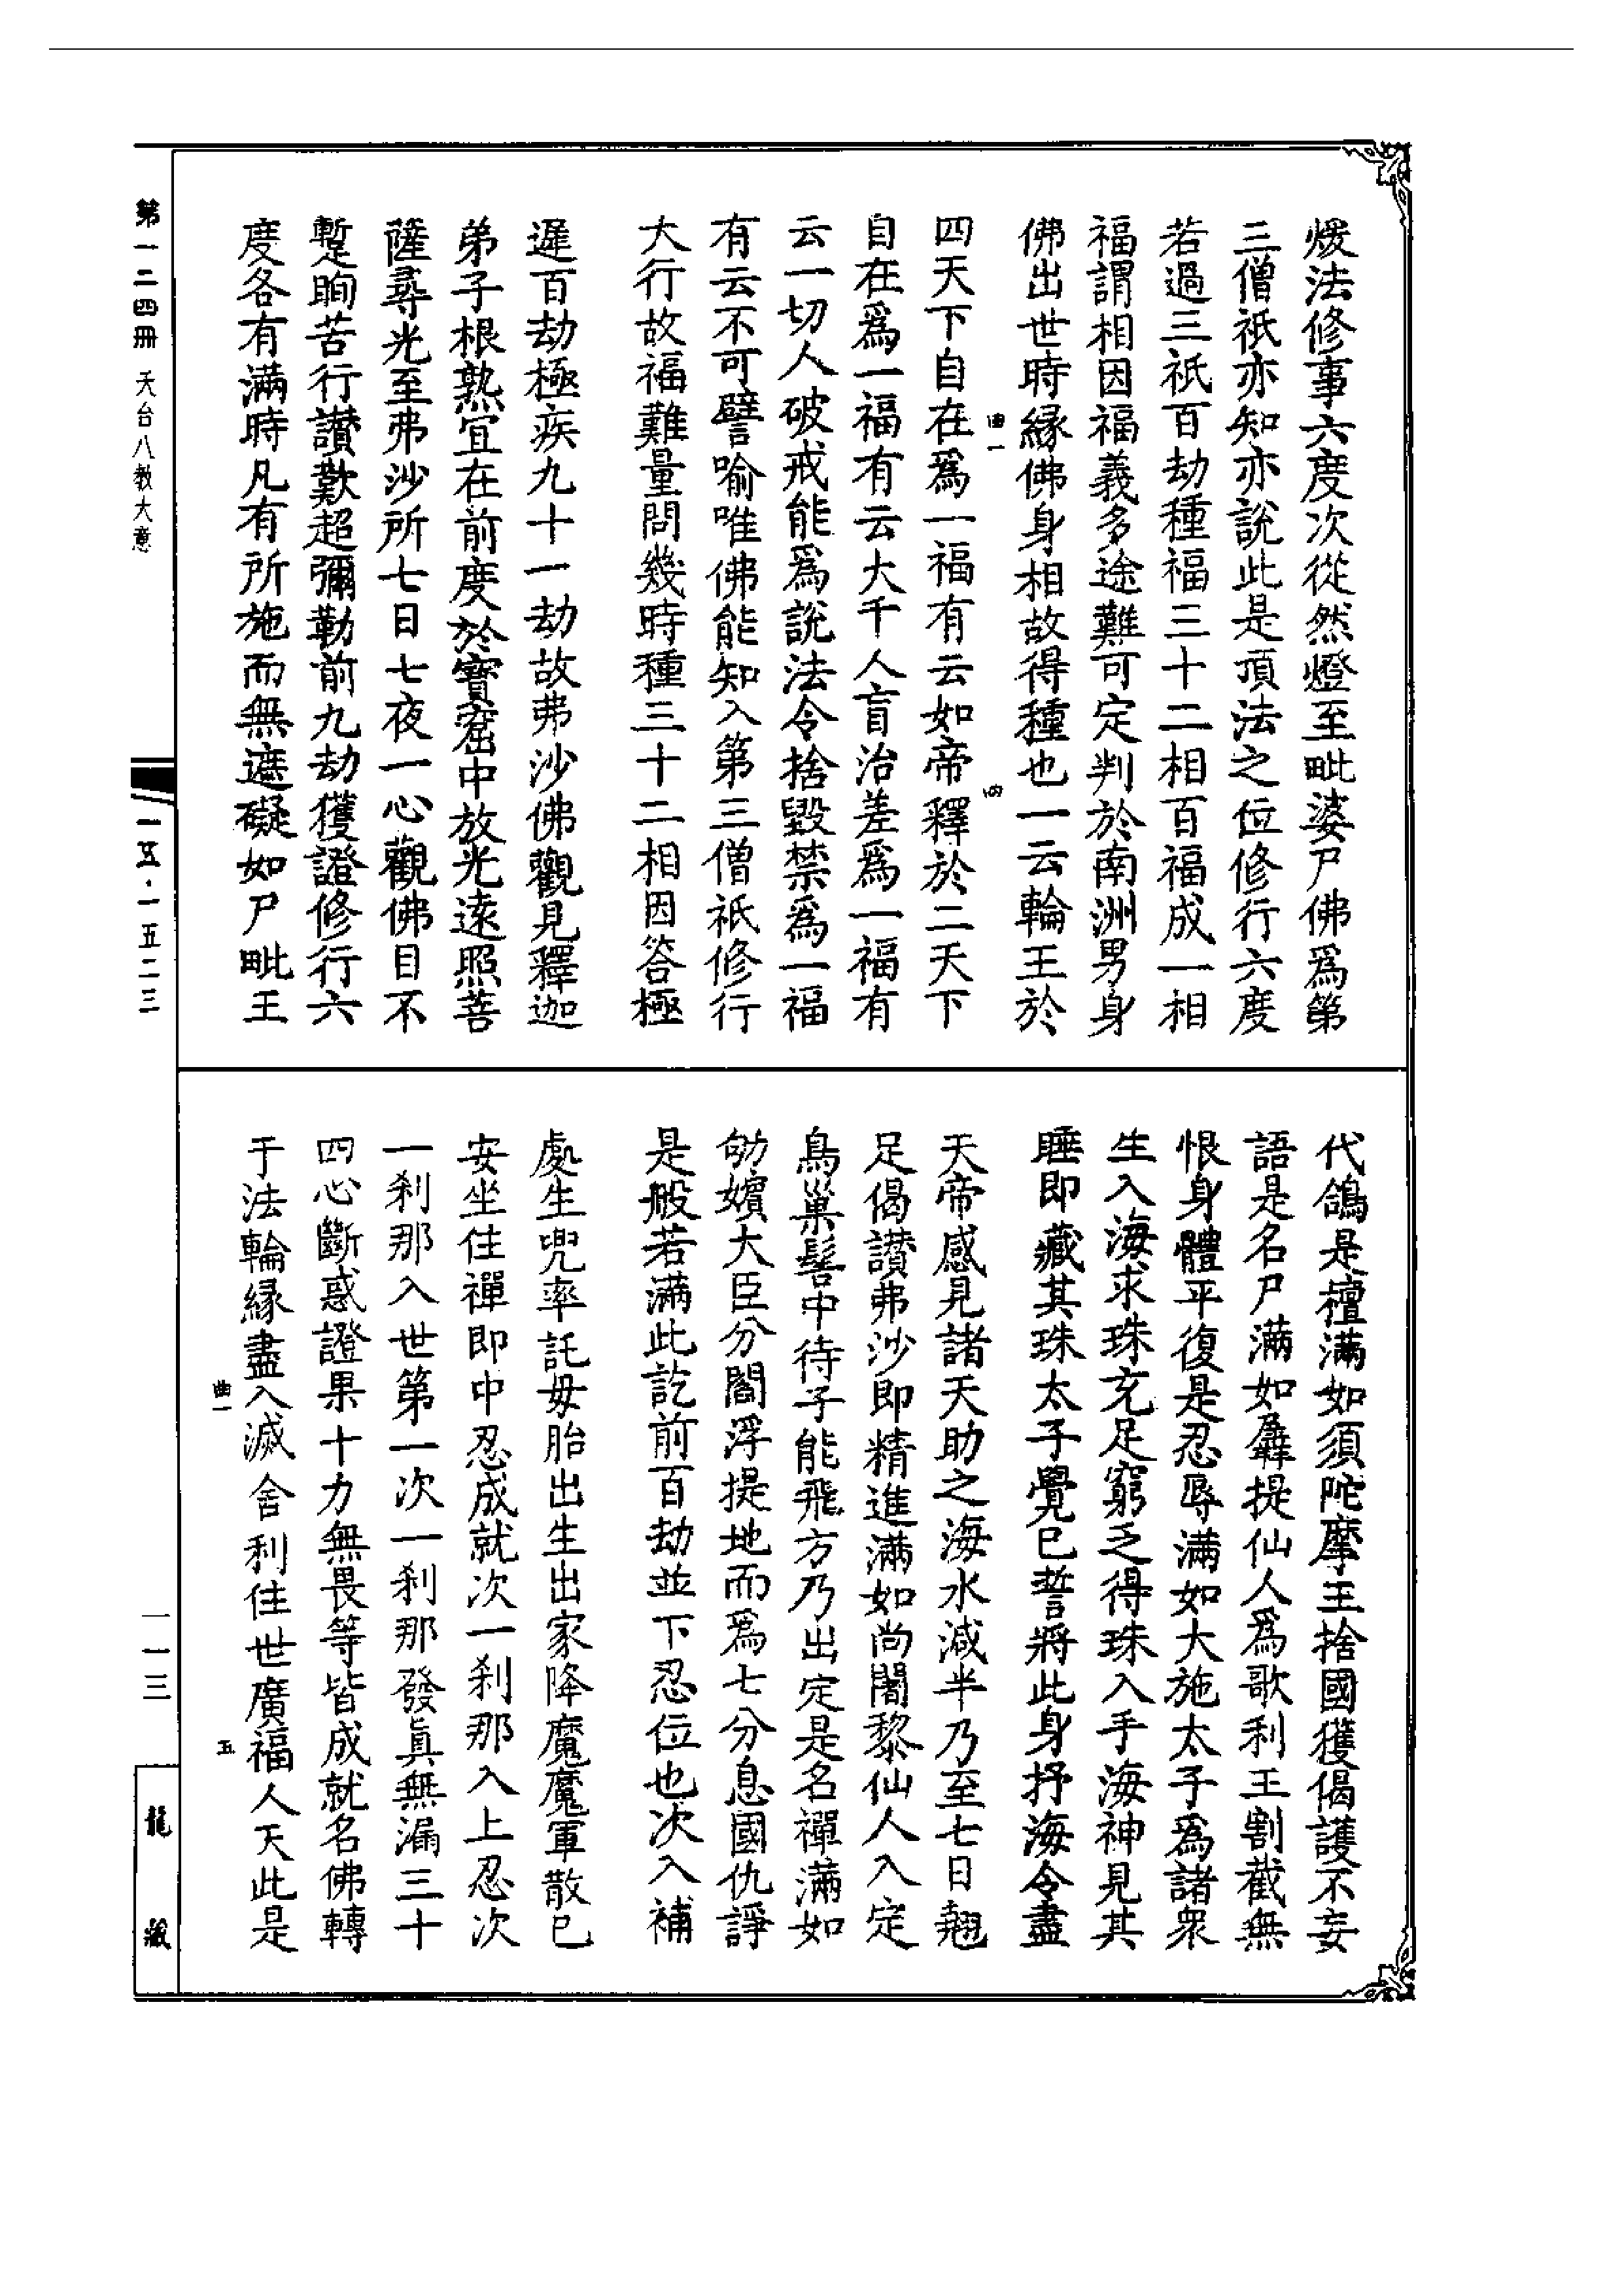 煖法修事六度次從然燈至毗婆尸佛爲第
三僧祇亦知亦說此是頂法之位修行六度
若過三祇百劫種福三十二相百福成一相
福謂相因福義多途難可定判於南洲男身
佛出世時緣佛身相故得種也一云輪王於
曲一
四
四天下自在爲一福有云如帝釋於二天下
自在爲一福有云大千人盲治差爲一福有
云一切人破戒能爲說法令捨毀禁爲一福
有云不可譬喻唯佛能知入第三僧祇修行
大行故福難量問幾時種三十二相因答極
遲百劫極疾九十一劫故弗沙佛觀見釋迦
弟子根熟宜在前度於寶窟中放光遠照菩
薩尋光至弗沙所七日七夜一心觀佛目不
蹔眴苦行讚歎超彌勒前九劫獲證修行六
度各有滿時凡有所施而無遮礙如尸毗王
代鴿是檀滿如須陀摩王捨國獲偈護不妄
語是名尸滿如羼提仙人爲歌利王割截無
恨身體平復是忍辱滿如大施太子爲諸衆
生入海求珠充足窮乏得珠入手海神見其
睡即藏其珠太子覺已誓將此身抒海令盡
天帝感見諸天助之海水減半乃至七日翹
足偈讚弗沙即精進滿如尚闍黎仙人入定
鳥巢髻中待子能飛方乃出定是名禪滿如
劬嬪大臣分閻浮提地而爲七分息國仇諍
是般若滿此訖前百劫並下忍位也次入補
處生兜率託母胎出生出家降魔魔軍散已
安坐住禪即中忍成就次一刹那入上忍次
一刹那入世第一次一刹那發眞無漏三十
四心斷惑證果十力無畏等皆成就名佛轉
于法輪緣盡入滅舍利住世廣福人天此是
曲一
五
第一二四冊 天台八教大意
一五·一五二三
一一三
龍藏